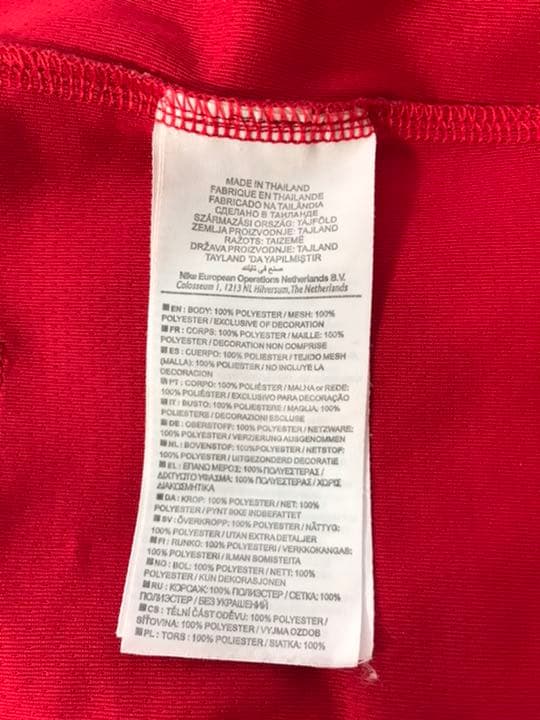 MADE IN THAILAND
FABRIQUE EN THAILANDE
FABRICADO NA TAILÂNDIA
СДЕЛАНО В ТАИЛАНДЕ
SZÁRMAZÁSI ORSZÁG: TÁJFÖLD
ZEMLJA PROIZVODNJE: TAJLAND
RAŽOTS: TAIZEMĒ
DRŽAVA PROIZVODNJE: TAJLAND
TAYLAND 'DA YAPILMIŞTIR
صنع في تايلاند
Nike European Operations Netherlands B.V.
Colosseum 1, 1213 NL Hilversum, The Netherlands
EN : BODY: 100% POLYESTER / MESH: 100%
POLYESTER / EXCLUSIVE OF DECORATION
FR : CORPS: 100% POLYESTER / MAILLE: 100%
POLYESTER / DECORATION NON COMPRISE
ES : CUERPO: 100% POLIESTER / TEJIDO MESH
(MALLA): 100% POLIESTER / NO INCLUYE LA
DECORACION
PT : CORPO: 100% POLIÉSTER / MALHA or REDE:
100% POLIÉSTER / EXCLUSIVO PARA DECORAÇÃO
IT : BUSTO: 100% POLIESTERE / MAGLIA: 100%
POLIESTERE / DECORAZIONI ESCLUSE
DE : OBERSTOFF: 100% POLYESTER / NETZWARE:
100% POLYESTER / VERZIERUNG AUSGENOMMEN
NL : BOVENSTOF: 100% POLYESTER / NETSTOF:
100% POLYESTER / UITGEZONDERD DECORATIE
EL : ΕΠΑΝΩ ΜΕΡΟΣ: 100% ΠΟΛΥΕΣΤΕΡΑΣ /
ΔΙΧΤΥΩΤΟ ΥΦΑΣΜΑ: 100% ΠΟΛΥΕΣΤΕΡΑΣ / ΧΩΡΙΣ
ΔΙΑΚΟΣΜΗΤΙΚΑ
DA : KROP: 100% POLYESTER / NET: 100%
POLYESTER / PYNT IKKE INDBEFATTET
SV : ÖVERKROPP: 100% POLYESTER / NÄTTYG:
100% POLYESTER / UTAN EXTRA DETALJER
FI : RUNKO: 100% POLYESTERI / VERKKOKANGAS:
100% POLYESTERI / ILMAN SOMISTEITA
NO : BOL: 100% POLYESTER / NETT: 100%
POLYESTER / KUN DEKORASJONEN
RU : КОРСАЖ: 100% ПОЛИЭСТЕР / СЕТКА: 100%
ПОЛИЭСТЕР / БЕЗ УКРАШЕНИЙ
CS : TĚLNÍ ČÁST ODĚVU: 100% POLYESTER /
SÍŤOVINA: 100% POLYESTER / VYJMA OZDOB
PL : TORS : 100% POLIESTER / SIATKA: 100%